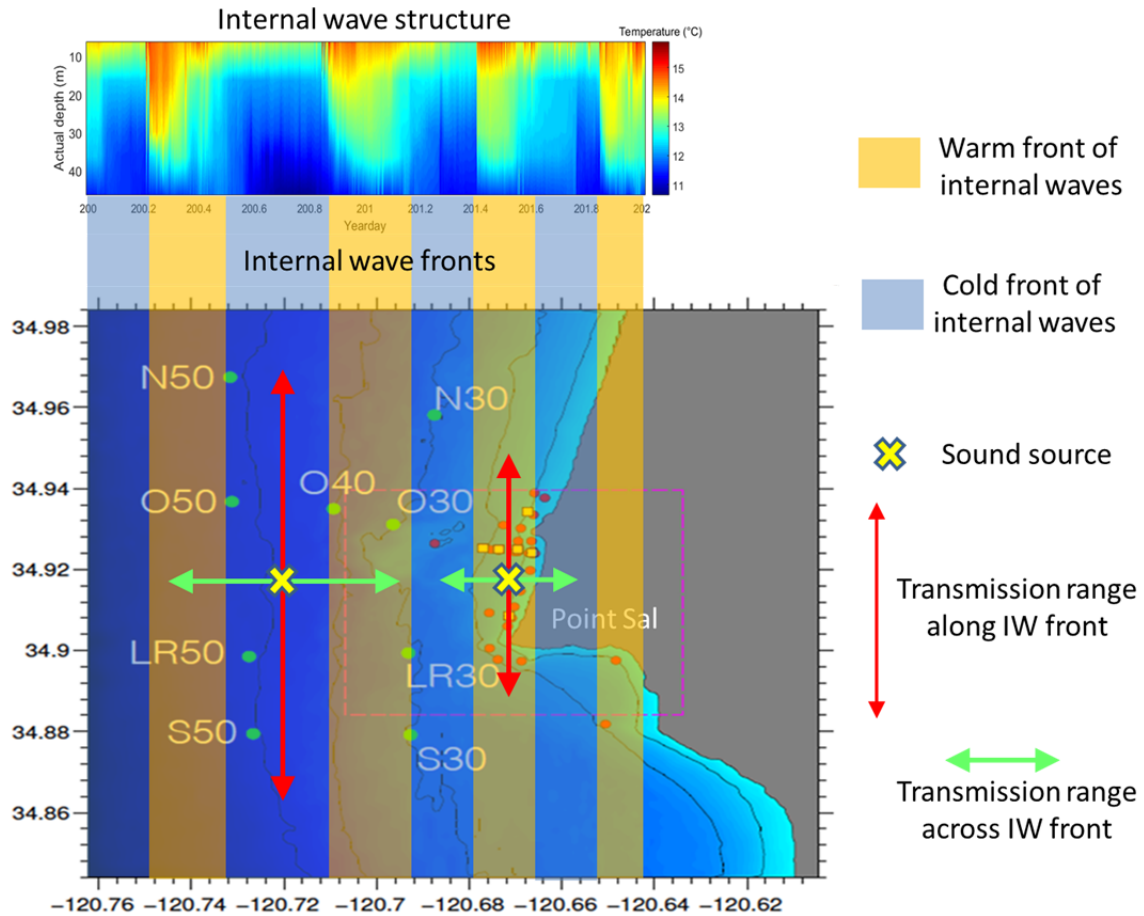 Internal wave structure
Temperature (°C)
Actual depth (m)
10
20
30
40
15
14
13
12
11
200 200.2 200.4 200.6 200.8 201 201.2 201.4 201.6 201.8 202
Yearday
Internal wave fronts
34.98
34.96
34.94
34.92
34.9
34.88
34.86
N50
N30
O40
O50
O30
Point Sal
LR50
LR30
S50
S30
−120.76 −120.74 −120.72 −120.7 −120.68 −120.66 −120.64 −120.62
Warm front of
internal waves
Cold front of
internal waves
Sound source
Transmission range
along IW front
Transmission range
across IW front